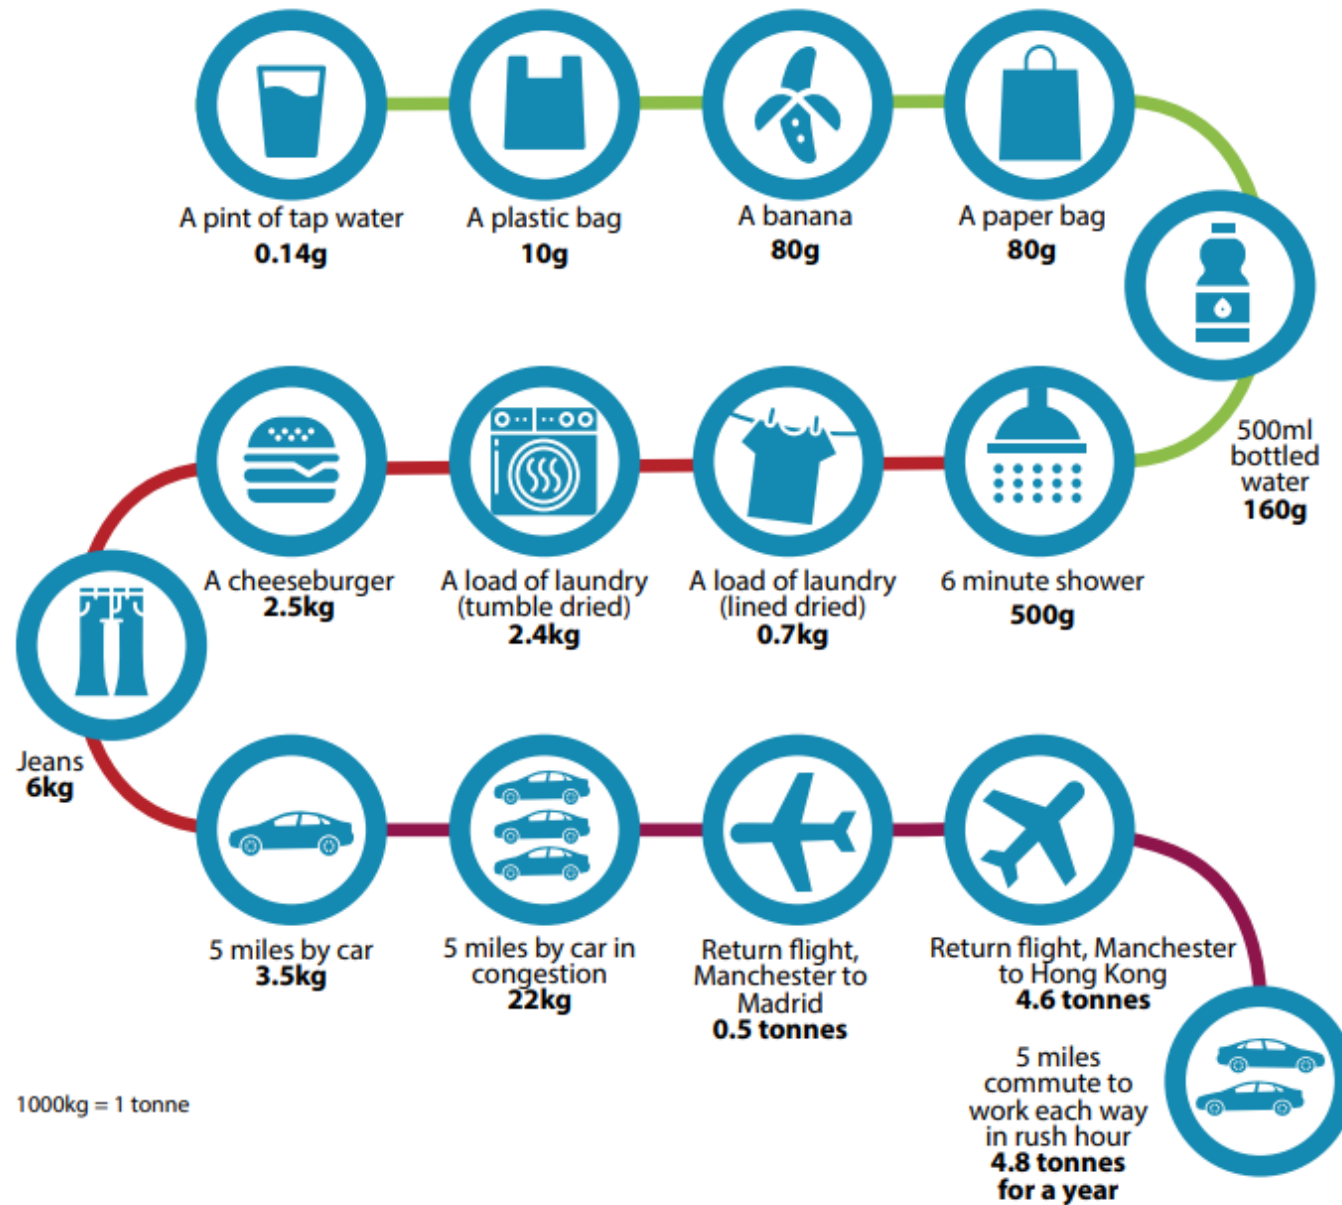 A pint of tap water
0.14g
A plastic bag
10g
A banana
80g
A paper bag
80g
500ml
bottled
water
160g
6 minute shower
500g
A load of laundry
(lined dried)
0.7kg
A load of laundry
(tumble dried)
2.4kg
A cheeseburger
2.5kg
Jeans
6kg
5 miles by car
3.5kg
5 miles by car in
congestion
22kg
Return flight,
Manchester to
Madrid
0.5 tonnes
Return flight, Manchester
to Hong Kong
4.6 tonnes
5 miles
commute to
work each way
in rush hour
4.8 tonnes
for a year
1000kg = 1 tonne